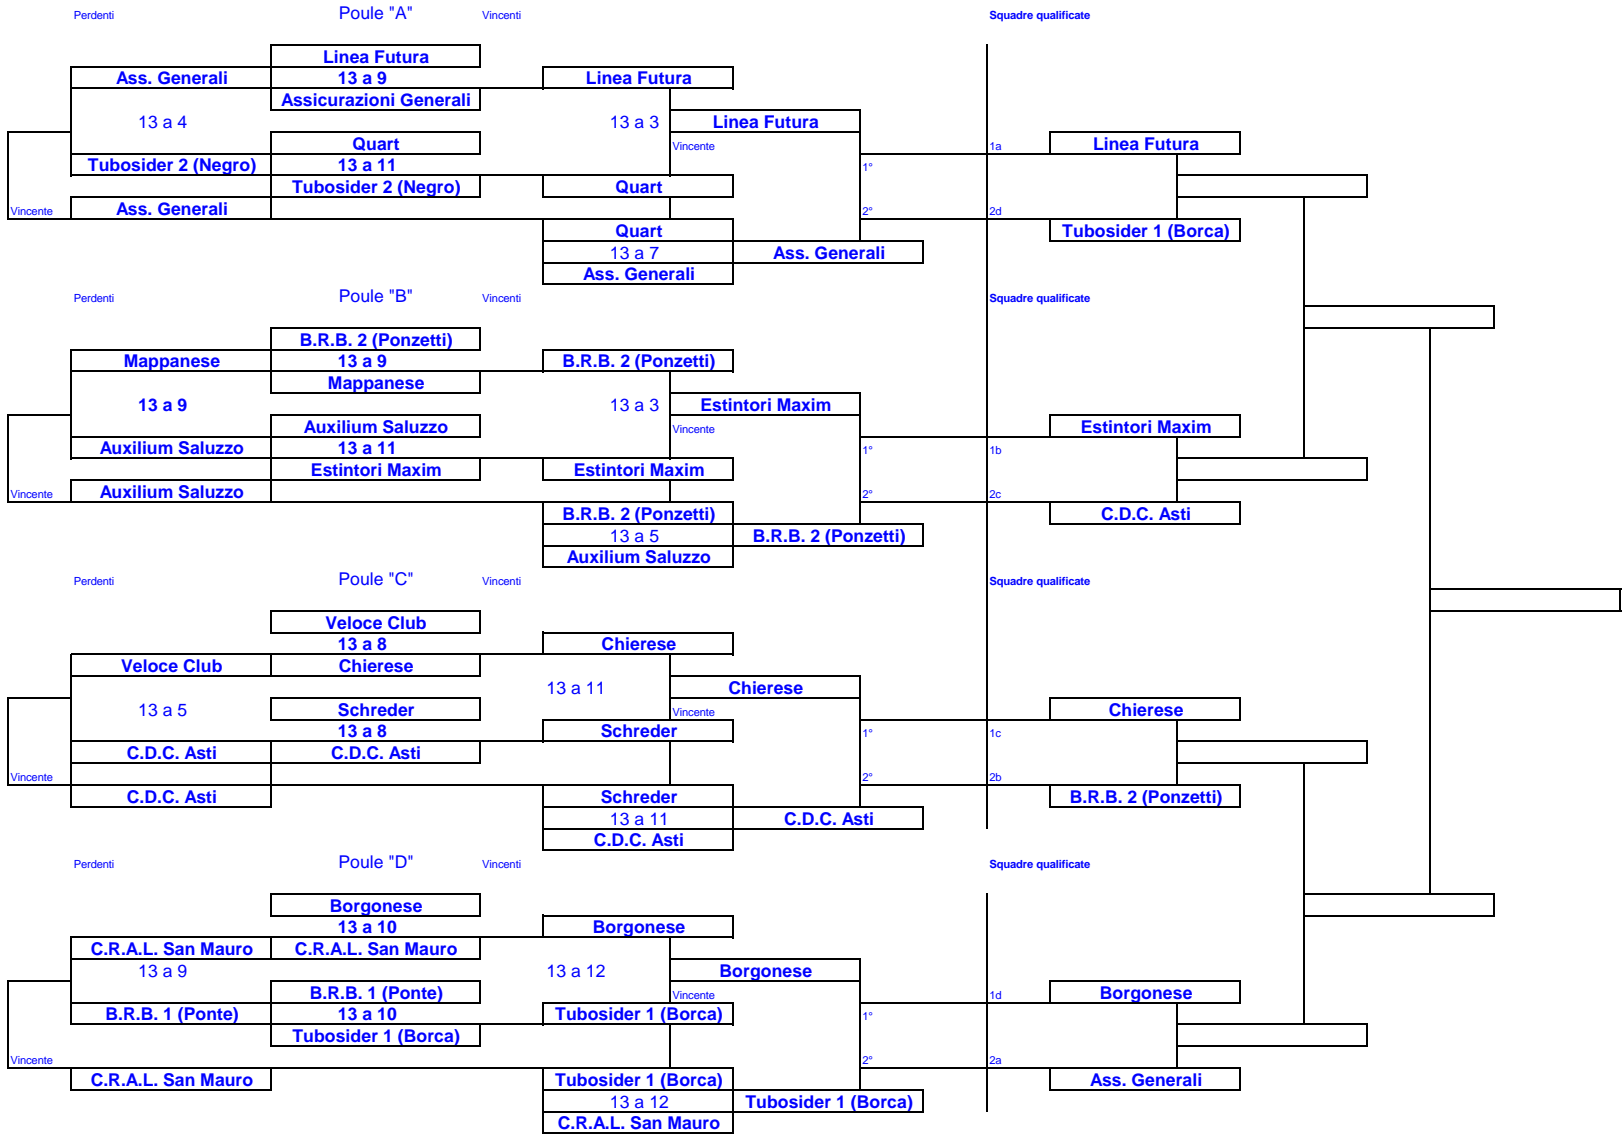 Perdenti Poule "A" Vincenti Squadre qualificate
Linea Futura
Ass. Generali 13 a 9 Linea Futura
Assicurazioni Generali
13 a 4 13 a 3 Linea Futura
Quart Vincente 1a Linea Futura
Tubosider 2 (Negro) 13 a 11 1°
Tubosider 2 (Negro) Quart
Vincente Ass. Generali 2° 2d
Quart Tubosider 1 (Borca)
13 a 7 Ass. Generali
Ass. Generali
Perdenti Poule "B" Vincenti Squadre qualificate
B.R.B. 2 (Ponzetti)
Mappanese 13 a 9 B.R.B. 2 (Ponzetti)
Mappanese
13 a 9 13 a 3 Estintori Maxim
Auxilium Saluzzo Vincente Estintori Maxim
Auxilium Saluzzo 13 a 11 1° 1b
Estintori Maxim Estintori Maxim
Vincente Auxilium Saluzzo 2° 2c
B.R.B. 2 (Ponzetti) C.D.C. Asti
13 a 5 B.R.B. 2 (Ponzetti)
Auxilium Saluzzo
Perdenti Poule "C" Vincenti Squadre qualificate
Veloce Club
13 a 8 Chierese
Veloce Club Chierese
13 a 11 Chierese
13 a 5 Schreder Vincente Chierese
13 a 8 Schreder 1° 1c
C.D.C. Asti C.D.C. Asti
Vincente 2° 2b
C.D.C. Asti Schreder B.R.B. 2 (Ponzetti)
13 a 11 C.D.C. Asti
C.D.C. Asti
Perdenti Poule "D" Vincenti Squadre qualificate
Borgonese
13 a 10 Borgonese
C.R.A.L. San Mauro C.R.A.L. San Mauro
13 a 9 13 a 12 Borgonese
B.R.B. 1 (Ponte) Vincente 1d Borgonese
B.R.B. 1 (Ponte) 13 a 10 Tubosider 1 (Borca) 1°
Tubosider 1 (Borca)
Vincente 2° 2a
C.R.A.L. San Mauro Tubosider 1 (Borca) Ass. Generali
13 a 12 Tubosider 1 (Borca)
C.R.A.L. San Mauro